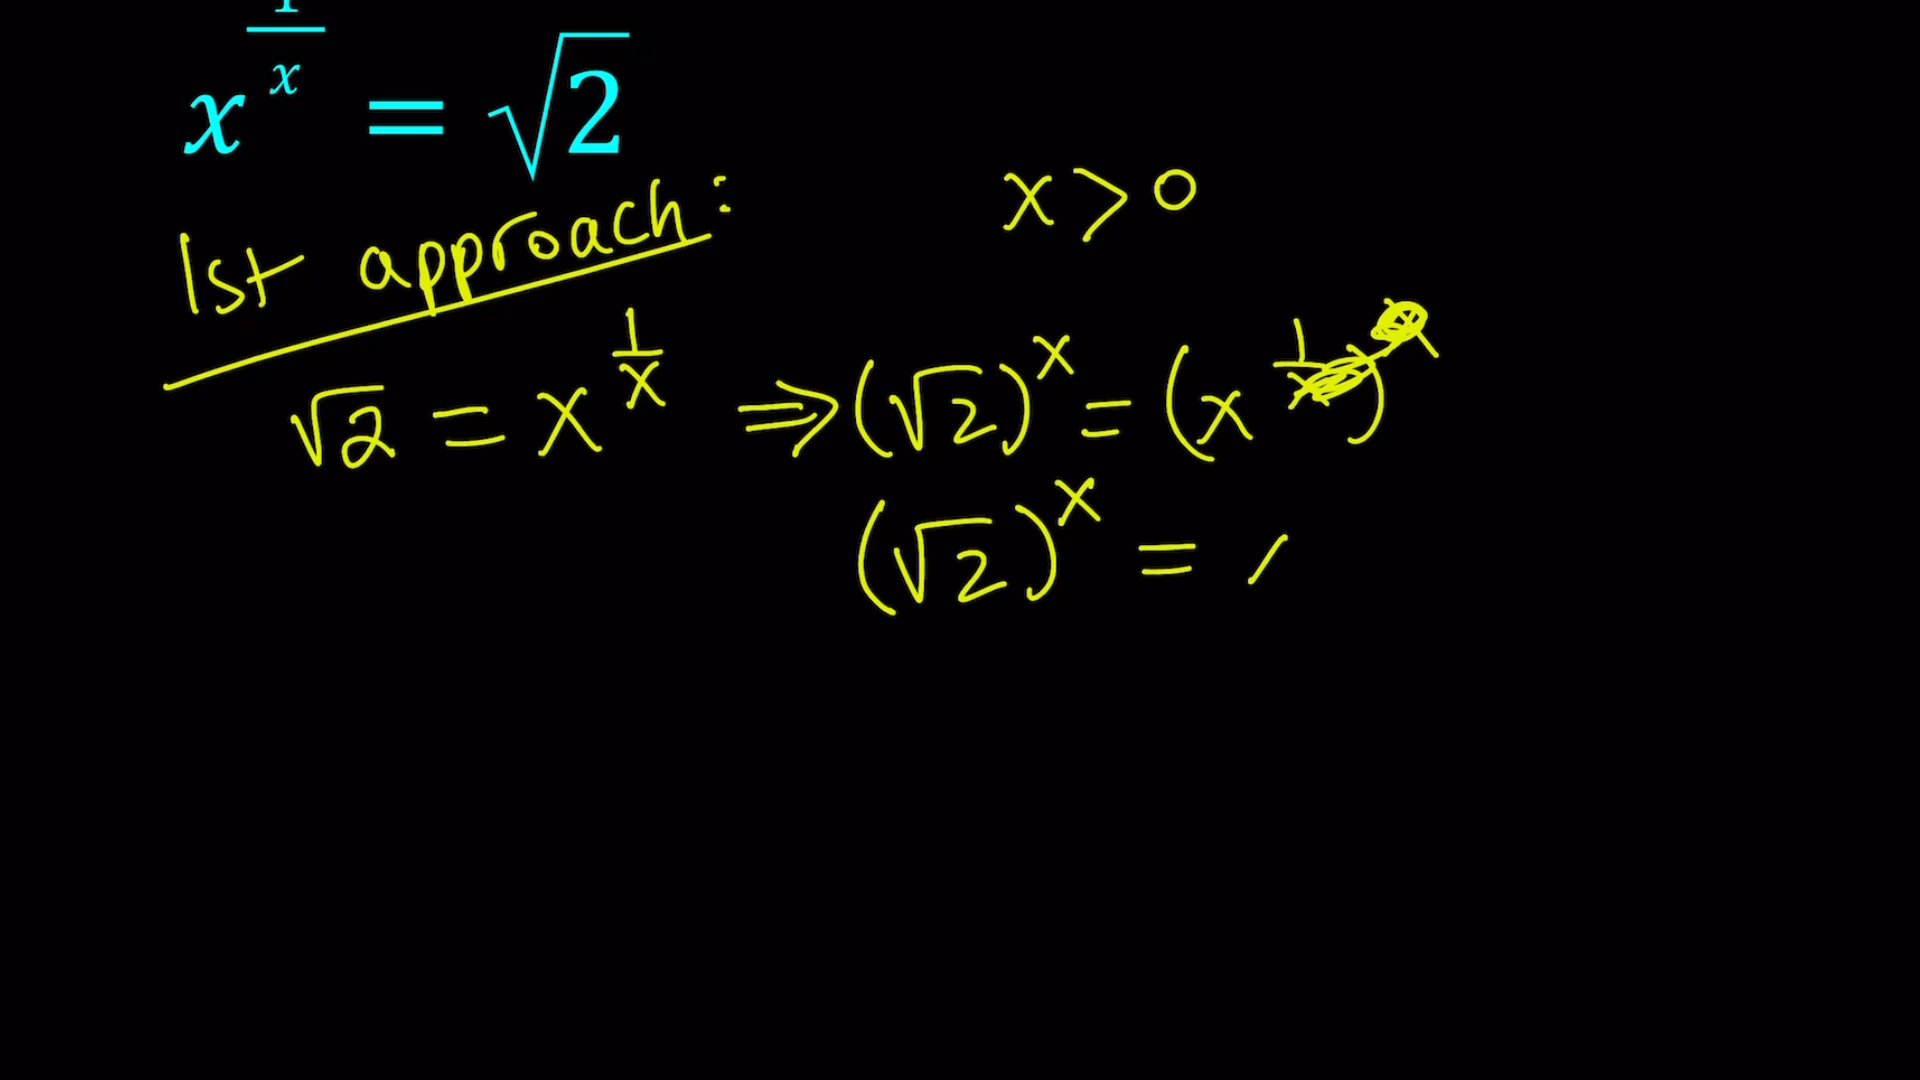 x^(1/x) = √2
1st approach:
x > 0
√2 = x^(1/x) ⇒ (√2)^x = (x^(1/x))^x
(√2)^x =